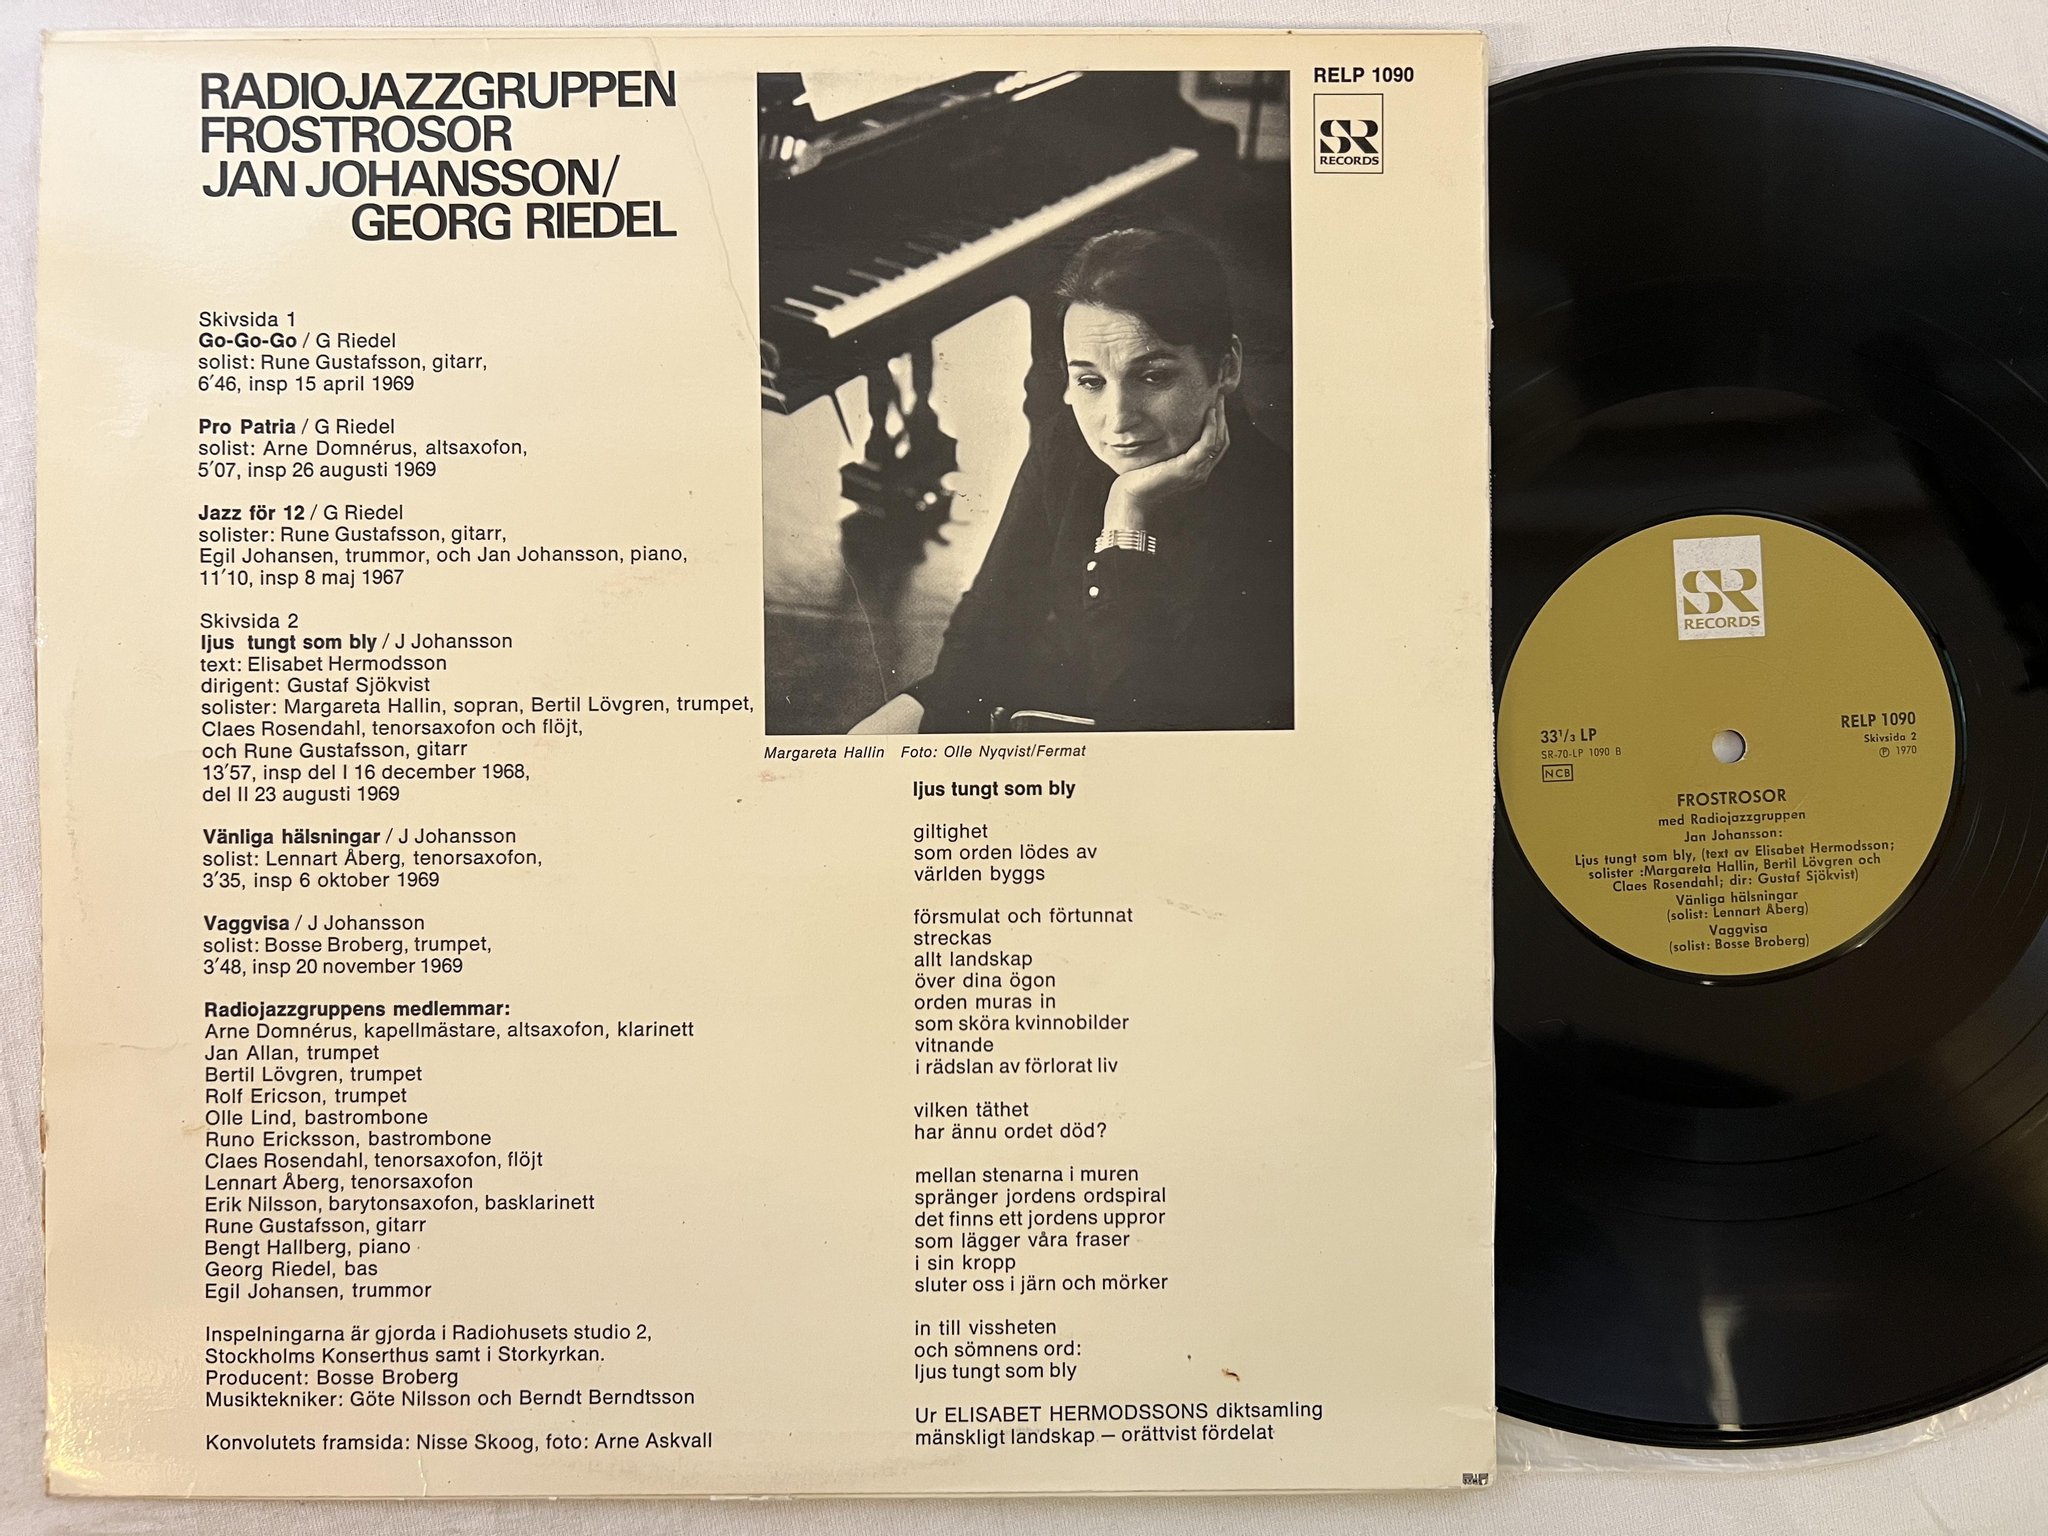 RADIOJAZZGRUPPEN
FROSTROSOR
JAN JOHANSSON/
GEORG RIEDEL
Skivsida 1
Go-Go-Go / G Riedel
solist: Rune Gustafsson, gitarr,
6'46, insp 15 april 1969
Pro Patria / G Riedel
solist: Arne Domnérus, altsaxofon,
5'07, insp 26 augusti 1969
Jazz för 12 / G Riedel
solister: Rune Gustafsson, gitarr,
Egil Johansen, trummor, och Jan Johansson, piano,
11'10, insp 8 maj 1967
Skivsida 2
ljus tungt som bly / J Johansson
text: Elisabet Hermodsson
dirigent: Gustaf Sjökvist
solister: Margareta Hallin, sopran, Bertil Lövgren, trumpet,
Claes Rosendahl, tenorsaxofon och flöjt,
och Rune Gustafsson, gitarr
13'57, insp del I 16 december 1968,
del II 23 augusti 1969
Vänliga hälsningar / J Johansson
solist: Lennart Åberg, tenorsaxofon,
3'35, insp 6 oktober 1969
Vaggvisa / J Johansson
solist: Bosse Broberg, trumpet,
3'48, insp 20 november 1969
Radiojazzgruppens medlemmar:
Arne Domnérus, kapellmästare, altsaxofon, klarinett
Jan Allan, trumpet
Bertil Lövgren, trumpet
Rolf Ericson, trumpet
Olle Lind, bastrombone
Runo Ericksson, bastrombone
Claes Rosendahl, tenorsaxofon, flöjt
Lennart Åberg, tenorsaxofon
Erik Nilsson, barytonsaxofon, basklarinett
Rune Gustafsson, gitarr
Bengt Hallberg, piano
Georg Riedel, bas
Egil Johansen, trummor
Inspelningarna är gjorda i Radiohusets studio 2,
Stockholms Konserthus samt i Storkyrkan.
Producent: Bosse Broberg
Musiktekniker: Göte Nilsson och Berndt Berndtsson
Konvolutets framsida: Nisse Skoog, foto: Arne Askvall
RELP 1090
SR
RECORDS
Margareta Hallin Foto: Olle Nyqvist/Fermat
ljus tungt som bly
giltighet
som orden lödes av
världen byggs
försmulat och förtunnat
streckas
allt landskap
över dina ögon
orden muras in
som sköra kvinnobilder
vitnande
i rädslan av förlorat liv
vilken täthet
har ännu ordet död?
mellan stenarna i muren
spränger jordens ordspiral
det finns ett jordens uppror
som lägger våra fraser
i sin kropp
sluter oss i järn och mörker
in till vissheten
och sömnens ord:
ljus tungt som bly
Ur ELISABET HERMODSSONS diktsamling
mänskligt landskap — orättvist fördelat
SR
RECORDS
33 1/3 LP
SR-70-LP 1090 B
NCB
RELP 1090
Skivsida 2
Ⓟ 1970
FROSTROSOR
med Radiojazzgruppen
Jan Johansson:
Ljus tungt som bly, (text av Elisabet Hermodsson;
solister :Margareta Hallin, Bertil Lövgren och
Claes Rosendahl; dir: Gustaf Sjökvist)
Vänliga hälsningar
(solist: Lennart Åberg)
Vaggvisa
(solist: Bosse Broberg)